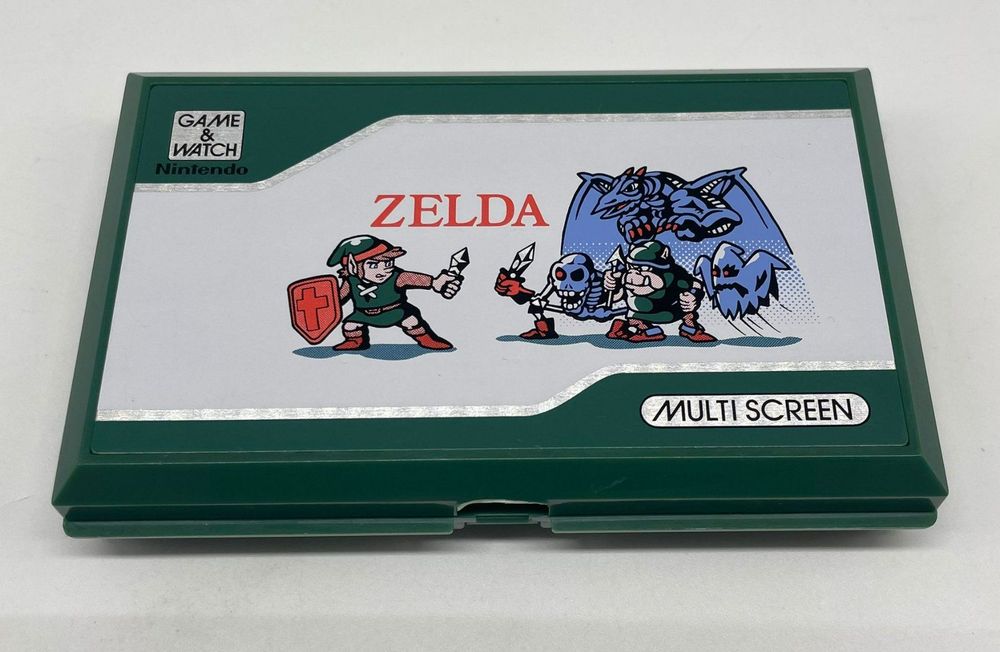 GAME
&
WATCH
Nintendo
ZELDA
MULTI SCREEN